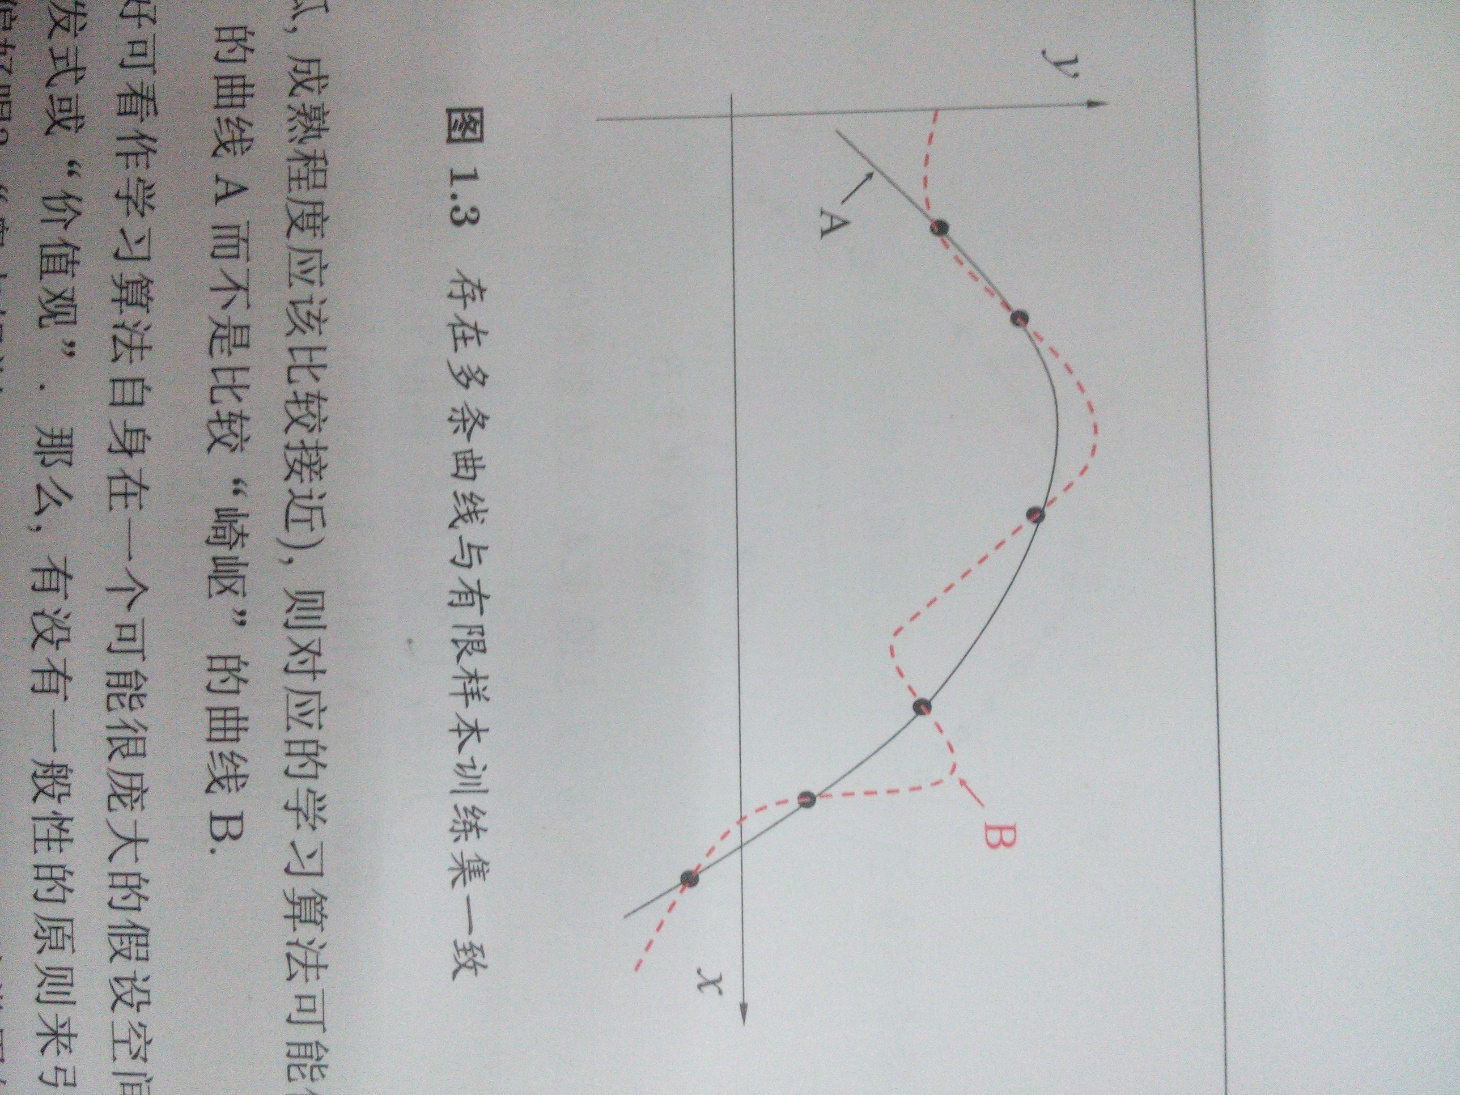 y
A
B
x
图 1.3 存在多条曲线与有限样本训练集一致
瓜, 成熟程度应该比较接近), 则对应的学习算法可能
的曲线 A 而不是比较 “崎岖” 的曲线 B.
好可看作学习算法自身在一个可能很庞大的假设空间
发式或 “价值观”. 那么, 有没有一般性的原则来引